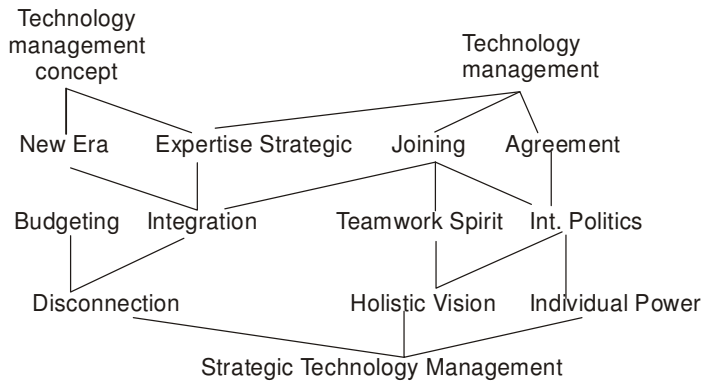 Technology
management
concept
Technology
management
New Era
Expertise Strategic
Joining
Agreement
Budgeting
Integration
Teamwork Spirit
Int. Politics
Disconnection
Holistic Vision
Individual Power
Strategic Technology Management